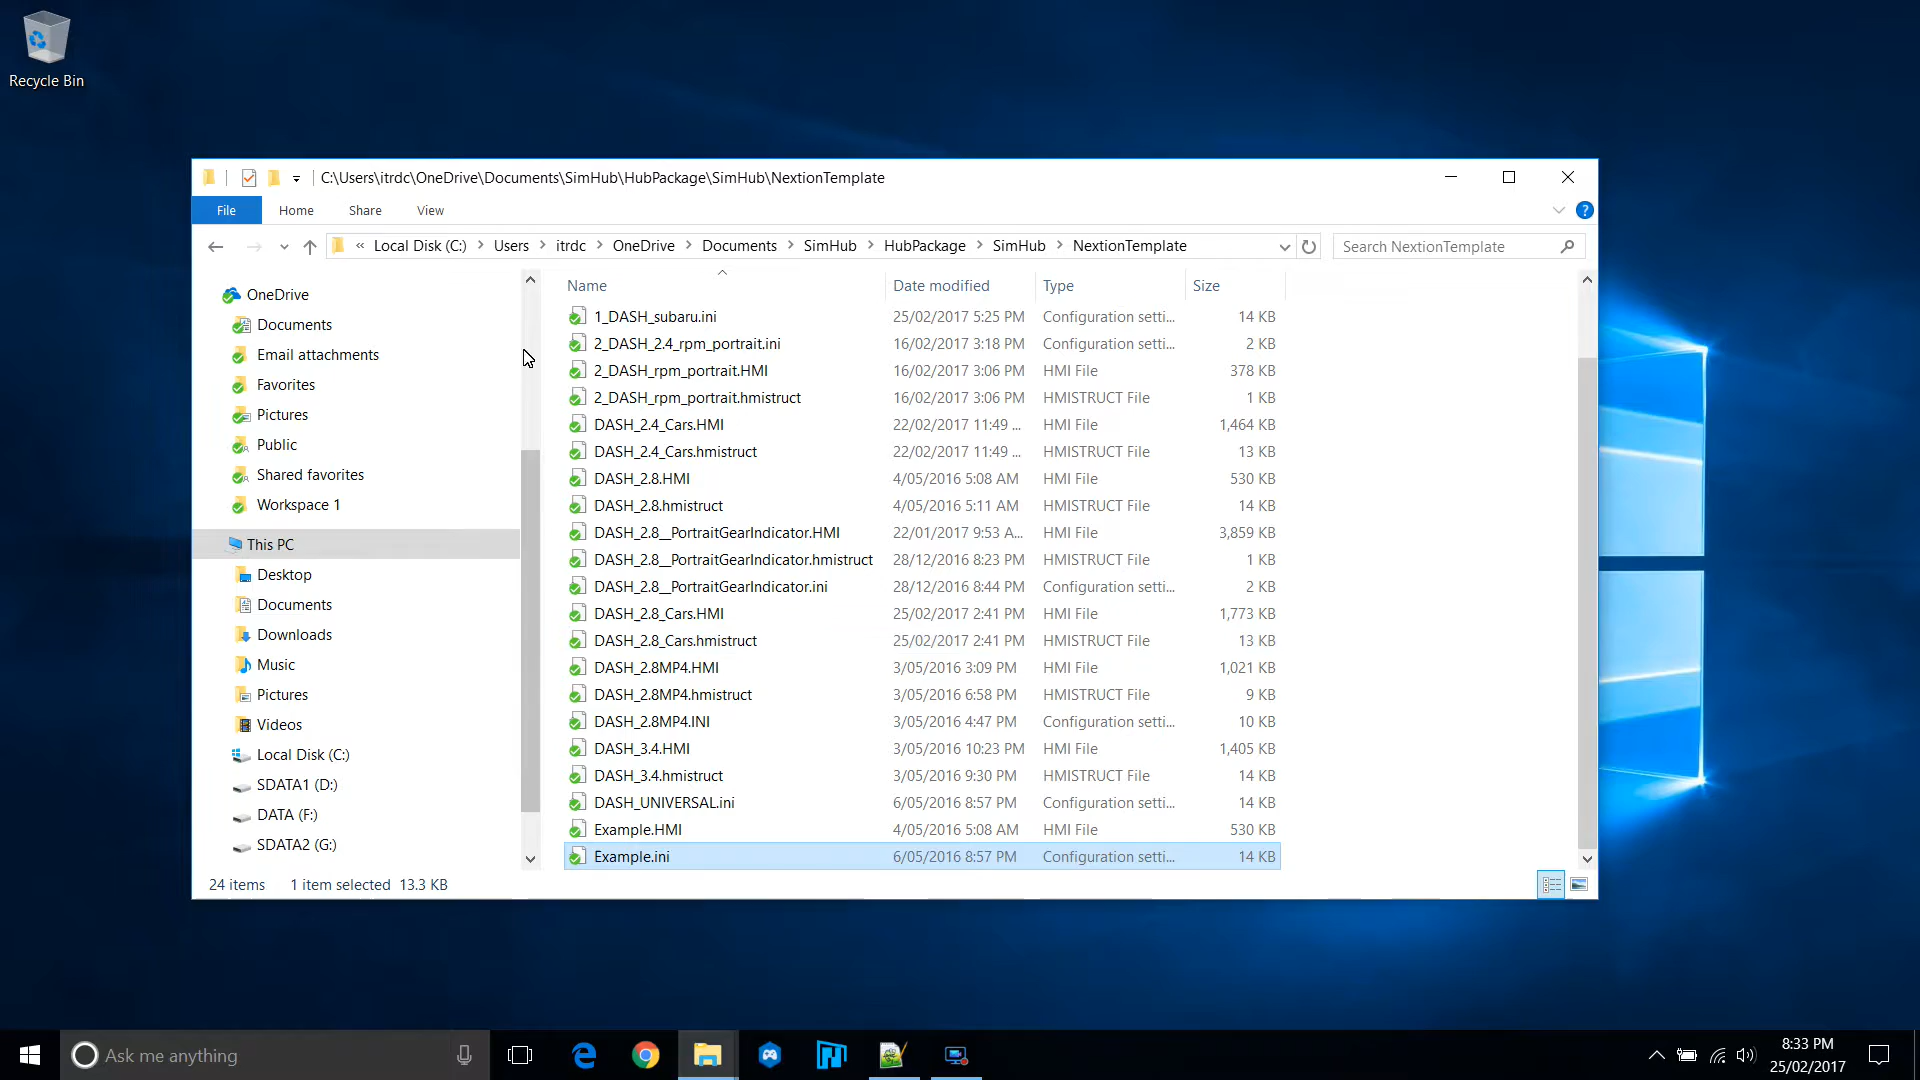 Recycle Bin
C:\Users\itrdc\OneDrive\Documents\SimHub\HubPackage\SimHub\NextionTemplate
File Home Share View
« Local Disk (C:) > Users > itrdc > OneDrive > Documents > SimHub > HubPackage > SimHub > NextionTemplate
Search NextionTemplate
OneDrive
Documents
Email attachments
Favorites
Pictures
Public
Shared favorites
Workspace 1
This PC
Desktop
Documents
Downloads
Music
Pictures
Videos
Local Disk (C:)
SDATA1 (D:)
DATA (F:)
SDATA2 (G:)
Name Date modified Type Size
1_DASH_subaru.ini 25/02/2017 5:25 PM Configuration setti... 14 KB
2_DASH_2.4_rpm_portrait.ini 16/02/2017 3:18 PM Configuration setti... 2 KB
2_DASH_rpm_portrait.HMI 16/02/2017 3:06 PM HMI File 378 KB
2_DASH_rpm_portrait.hmistruct 16/02/2017 3:06 PM HMISTRUCT File 1 KB
DASH_2.4_Cars.HMI 22/02/2017 11:49 ... HMI File 1,464 KB
DASH_2.4_Cars.hmistruct 22/02/2017 11:49 ... HMISTRUCT File 13 KB
DASH_2.8.HMI 4/05/2016 5:08 AM HMI File 530 KB
DASH_2.8.hmistruct 4/05/2016 5:11 AM HMISTRUCT File 14 KB
DASH_2.8__PortraitGearIndicator.HMI 22/01/2017 9:53 A... HMI File 3,859 KB
DASH_2.8__PortraitGearIndicator.hmistruct 28/12/2016 8:23 PM HMISTRUCT File 1 KB
DASH_2.8__PortraitGearIndicator.ini 28/12/2016 8:44 PM Configuration setti... 2 KB
DASH_2.8_Cars.HMI 25/02/2017 2:41 PM HMI File 1,773 KB
DASH_2.8_Cars.hmistruct 25/02/2017 2:41 PM HMISTRUCT File 13 KB
DASH_2.8MP4.HMI 3/05/2016 3:09 PM HMI File 1,021 KB
DASH_2.8MP4.hmistruct 3/05/2016 6:58 PM HMISTRUCT File 9 KB
DASH_2.8MP4.INI 3/05/2016 4:47 PM Configuration setti... 10 KB
DASH_3.4.HMI 3/05/2016 10:23 PM HMI File 1,405 KB
DASH_3.4.hmistruct 3/05/2016 9:30 PM HMISTRUCT File 14 KB
DASH_UNIVERSAL.ini 6/05/2016 8:57 PM Configuration setti... 14 KB
Example.HMI 4/05/2016 5:08 AM HMI File 530 KB
Example.ini 6/05/2016 8:57 PM Configuration setti... 14 KB
24 items 1 item selected 13.3 KB
Ask me anything
8:33 PM
25/02/2017